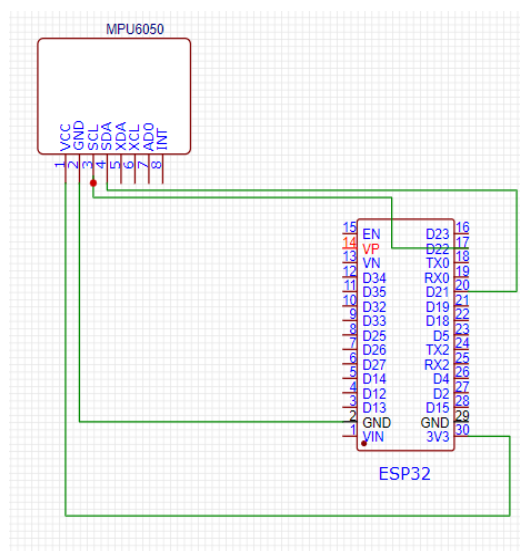 MPU6050
VCC
GND
SCL
SDA
XDA
XCL
AD0
INT
1 2 3 4 5 6 7 8
15 EN D23 16
14 VP D22 17
13 VN TX0 18
12 D34 RX0 19
11 D35 D21 20
10 D32 D19 21
9 D33 D18 22
8 D25 D5 23
7 D26 TX2 24
6 D27 RX2 25
5 D14 D4 26
4 D12 D2 27
3 D13 D15 28
2 GND GND 29
1 VIN 3V3 30
ESP32